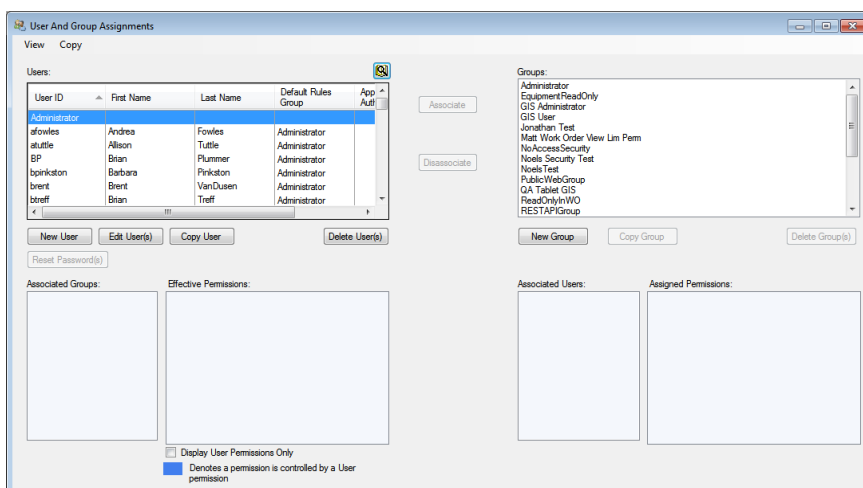 User And Group Assignments
View Copy
Users:
User ID First Name Last Name Default Rules Group App Auth
Administrator
afowles Andrea Fowles Administrator
atuttle Allison Tuttle Administrator
BP Brian Plummer Administrator
bpinkston Barbara Pinkston Administrator
brent Brent VanDusen Administrator
btreff Brian Treff Administrator
New User Edit User(s) Copy User Delete User(s)
Reset Password(s)
Associate
Disassociate
Groups:
Administrator
EquipmentReadOnly
GIS Administrator
GIS User
Jonathan Test
Matt Work Order View Lim Perm
NoAccessSecurity
Noels Security Test
NoelsTest
PublicWebGroup
QA Tablet GIS
ReadOnlyInWO
RESTAPIGroup
New Group Copy Group Delete Group(s)
Associated Groups: Effective Permissions:
Display User Permissions Only
Denotes a permission is controlled by a User
permission
Associated Users: Assigned Permissions: